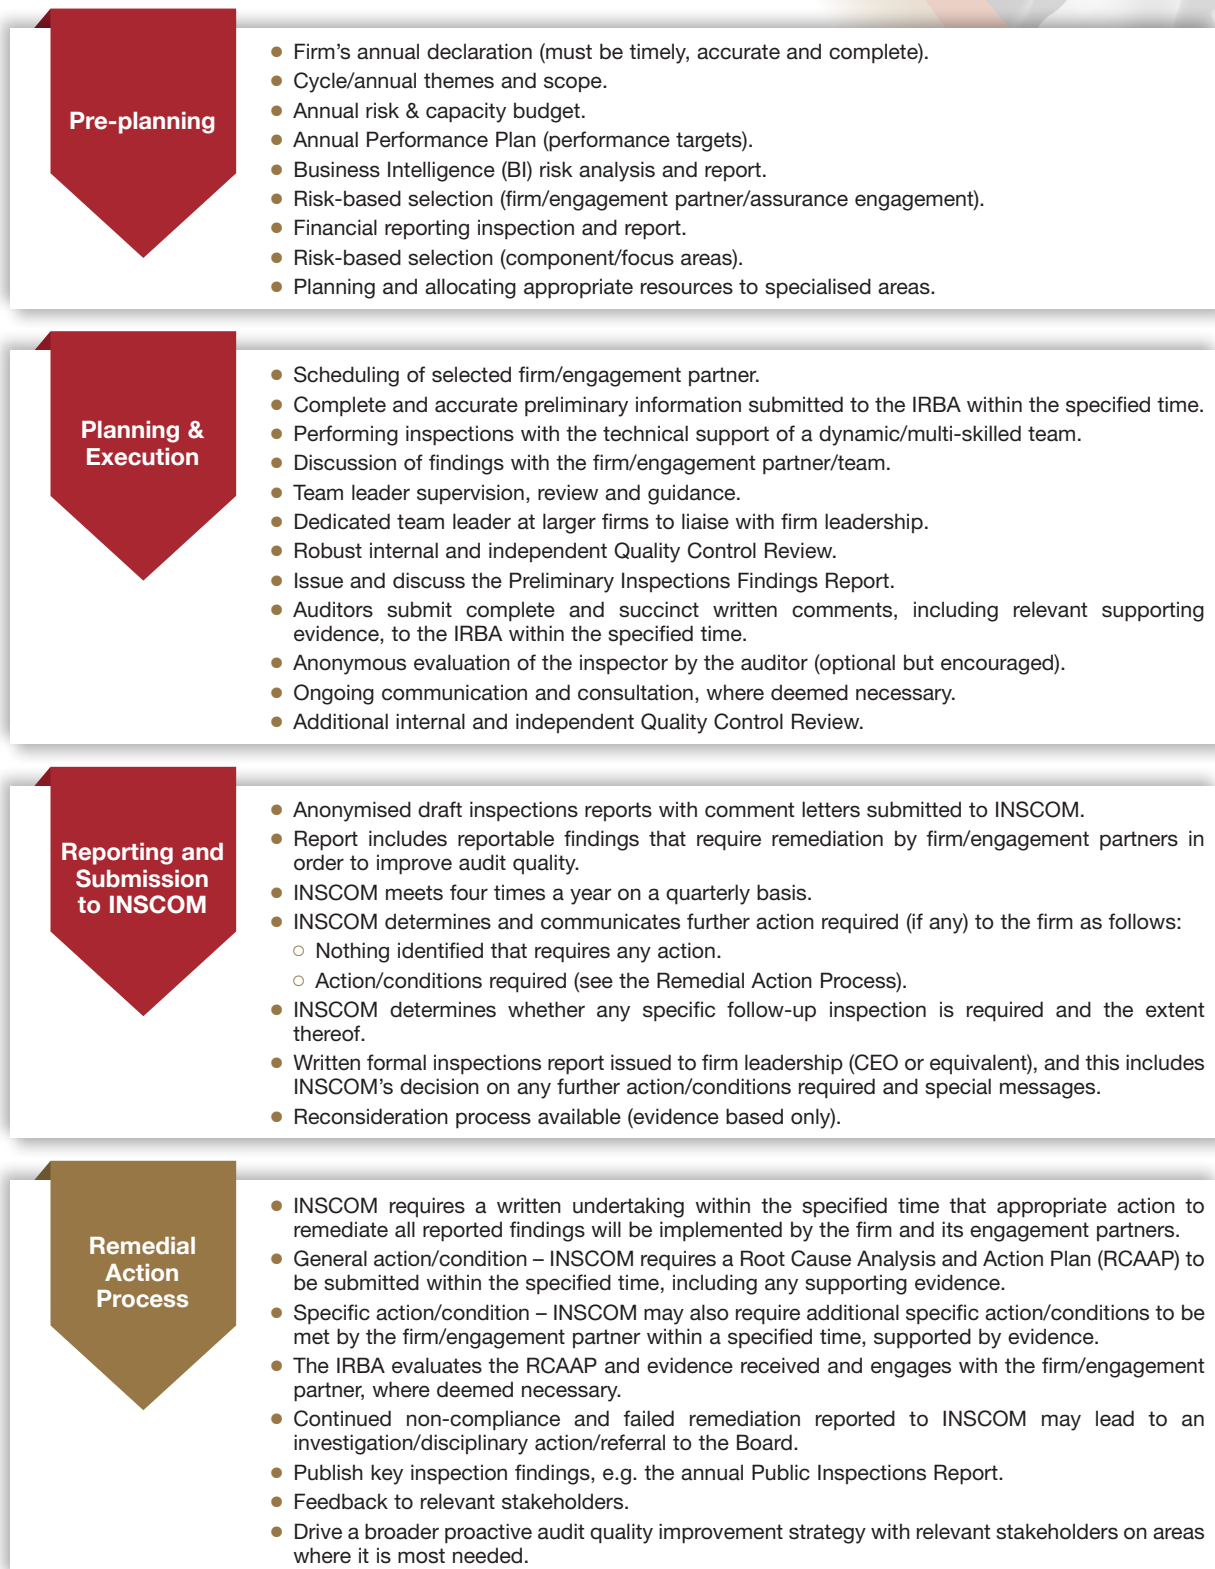 Pre-planning
● Firm’s annual declaration (must be timely, accurate and complete).
● Cycle/annual themes and scope.
● Annual risk & capacity budget.
● Annual Performance Plan (performance targets).
● Business Intelligence (BI) risk analysis and report.
● Risk-based selection (firm/engagement partner/assurance engagement).
● Financial reporting inspection and report.
● Risk-based selection (component/focus areas).
● Planning and allocating appropriate resources to specialised areas.
Planning &
Execution
● Scheduling of selected firm/engagement partner.
● Complete and accurate preliminary information submitted to the IRBA within the specified time.
● Performing inspections with the technical support of a dynamic/multi-skilled team.
● Discussion of findings with the firm/engagement partner/team.
● Team leader supervision, review and guidance.
● Dedicated team leader at larger firms to liaise with firm leadership.
● Robust internal and independent Quality Control Review.
● Issue and discuss the Preliminary Inspections Findings Report.
● Auditors submit complete and succinct written comments, including relevant supporting
evidence, to the IRBA within the specified time.
● Anonymous evaluation of the inspector by the auditor (optional but encouraged).
● Ongoing communication and consultation, where deemed necessary.
● Additional internal and independent Quality Control Review.
Reporting and
Submission
to INSCOM
● Anonymised draft inspections reports with comment letters submitted to INSCOM.
● Report includes reportable findings that require remediation by firm/engagement partners in
order to improve audit quality.
● INSCOM meets four times a year on a quarterly basis.
● INSCOM determines and communicates further action required (if any) to the firm as follows:
○ Nothing identified that requires any action.
○ Action/conditions required (see the Remedial Action Process).
● INSCOM determines whether any specific follow-up inspection is required and the extent
thereof.
● Written formal inspections report issued to firm leadership (CEO or equivalent), and this includes
INSCOM’s decision on any further action/conditions required and special messages.
● Reconsideration process available (evidence based only).
Remedial
Action
Process
● INSCOM requires a written undertaking within the specified time that appropriate action to
remediate all reported findings will be implemented by the firm and its engagement partners.
● General action/condition – INSCOM requires a Root Cause Analysis and Action Plan (RCAAP) to
be submitted within the specified time, including any supporting evidence.
● Specific action/condition – INSCOM may also require additional specific action/conditions to be
met by the firm/engagement partner within a specified time, supported by evidence.
● The IRBA evaluates the RCAAP and evidence received and engages with the firm/engagement
partner, where deemed necessary.
● Continued non-compliance and failed remediation reported to INSCOM may lead to an
investigation/disciplinary action/referral to the Board.
● Publish key inspection findings, e.g. the annual Public Inspections Report.
● Feedback to relevant stakeholders.
● Drive a broader proactive audit quality improvement strategy with relevant stakeholders on areas
where it is most needed.